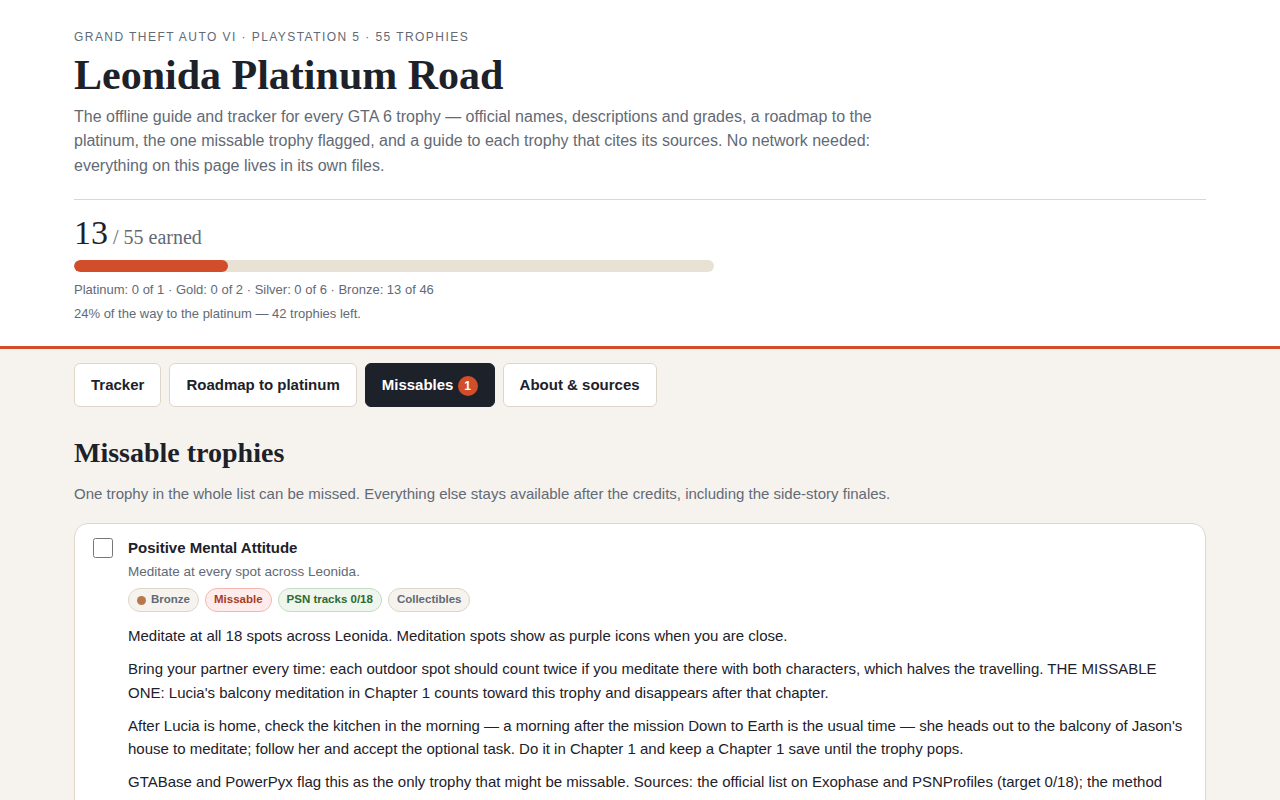 GRAND THEFT AUTO VI · PLAYSTATION 5 · 55 TROPHIES
Leonida Platinum Road
The offline guide and tracker for every GTA 6 trophy — official names, descriptions and grades, a roadmap to the
platinum, the one missable trophy flagged, and a guide to each trophy that cites its sources. No network needed:
everything on this page lives in its own files.
13 / 55 earned
Platinum: 0 of 1 · Gold: 0 of 2 · Silver: 0 of 6 · Bronze: 13 of 46
24% of the way to the platinum — 42 trophies left.
Tracker Roadmap to platinum Missables 1 About & sources
Missable trophies
One trophy in the whole list can be missed. Everything else stays available after the credits, including the side-story finales.
Positive Mental Attitude
Meditate at every spot across Leonida.
Bronze Missable PSN tracks 0/18 Collectibles
Meditate at all 18 spots across Leonida. Meditation spots show as purple icons when you are close.
Bring your partner every time: each outdoor spot should count twice if you meditate there with both characters, which halves the travelling. THE MISSABLE
ONE: Lucia's balcony meditation in Chapter 1 counts toward this trophy and disappears after that chapter.
After Lucia is home, check the kitchen in the morning — a morning after the mission Down to Earth is the usual time — she heads out to the balcony of Jason's
house to meditate; follow her and accept the optional task. Do it in Chapter 1 and keep a Chapter 1 save until the trophy pops.
GTABase and PowerPyx flag this as the only trophy that might be missable. Sources: the official list on Exophase and PSNProfiles (target 0/18); the method